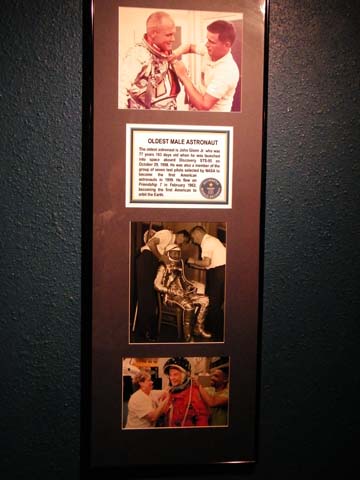 OLDEST MALE ASTRONAUT
The oldest astronaut is John Glenn Jr. who was
77 years 103 days old when he was launched
into space aboard Discovery STS-95 on
October 29, 1998. He was also a member of the
group of seven test pilots selected by NASA to
become the first American
astronauts in 1959. He flew on
Friendship 7 in February 1962,
becoming the first American to
orbit the Earth.